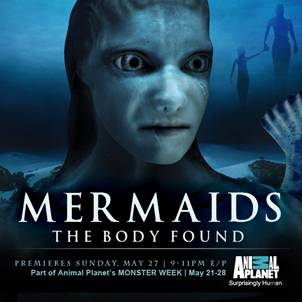 MERMAIDS
THE BODY FOUND
PREMIERES SUNDAY, MAY 27 | 9-11PM E/P
Part of Animal Planet's MONSTER WEEK | May 21-28
ANIMAL
PLANET
Surprisingly Human